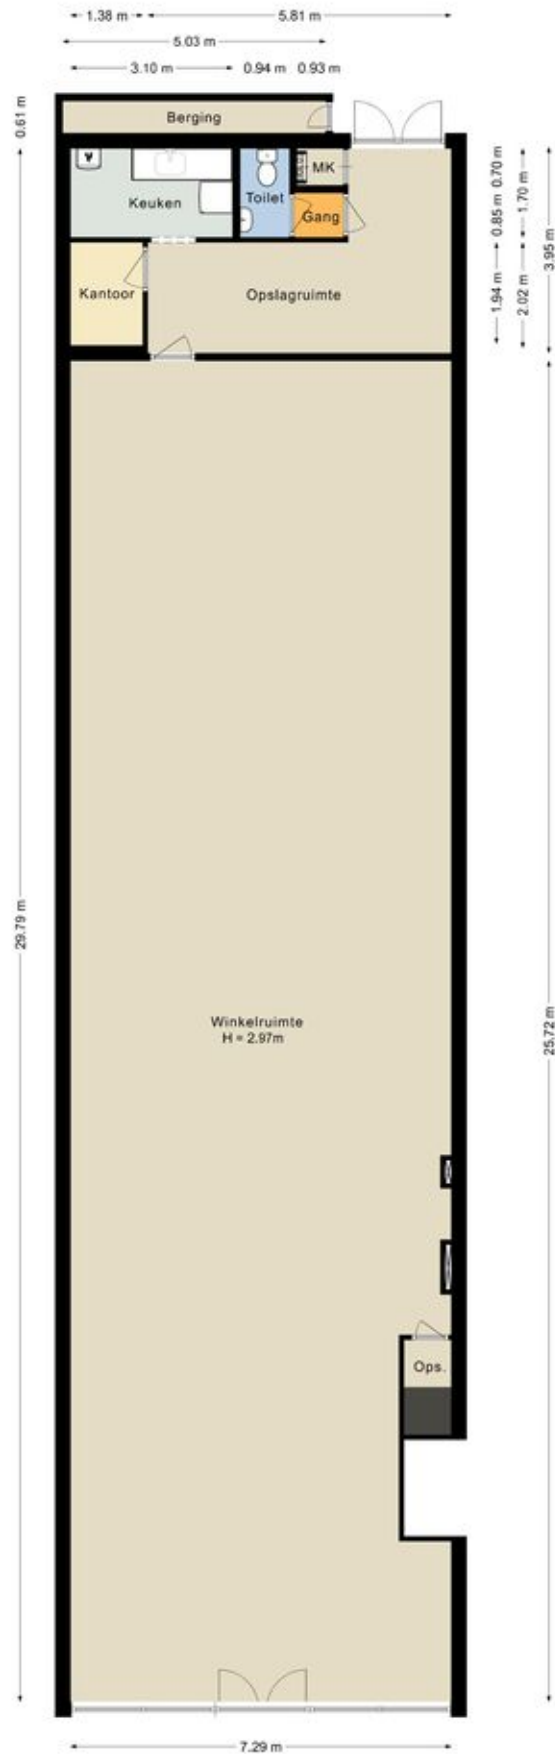 1.38 m
5.81 m
5.03 m
3.10 m
0.94 m
0.93 m
0.61 m
Berging
MK
Keuken
Toilet
Gang
Kantoor
Opslagruimte
0.85 m
0.70 m
1.70 m
1.94 m
2.02 m
3.95 m
29.79 m
25.72 m
Winkelruimte
H = 2.97m
Ops.
7.29 m